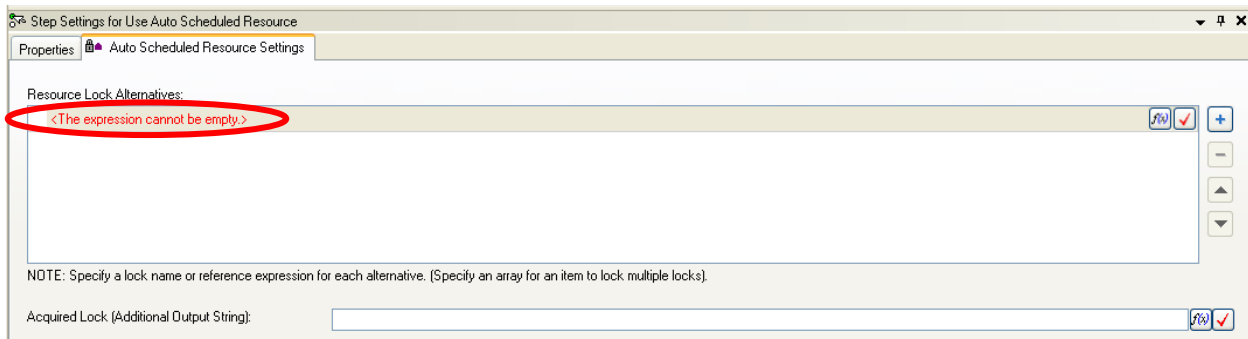 Step Settings for Use Auto Scheduled Resource
Properties Auto Scheduled Resource Settings
Resource Lock Alternatives:
<The expression cannot be empty.>
f(x)
NOTE: Specify a lock name or reference expression for each alternative. (Specify an array for an item to lock multiple locks).
Acquired Lock (Additional Output String):
f(x)